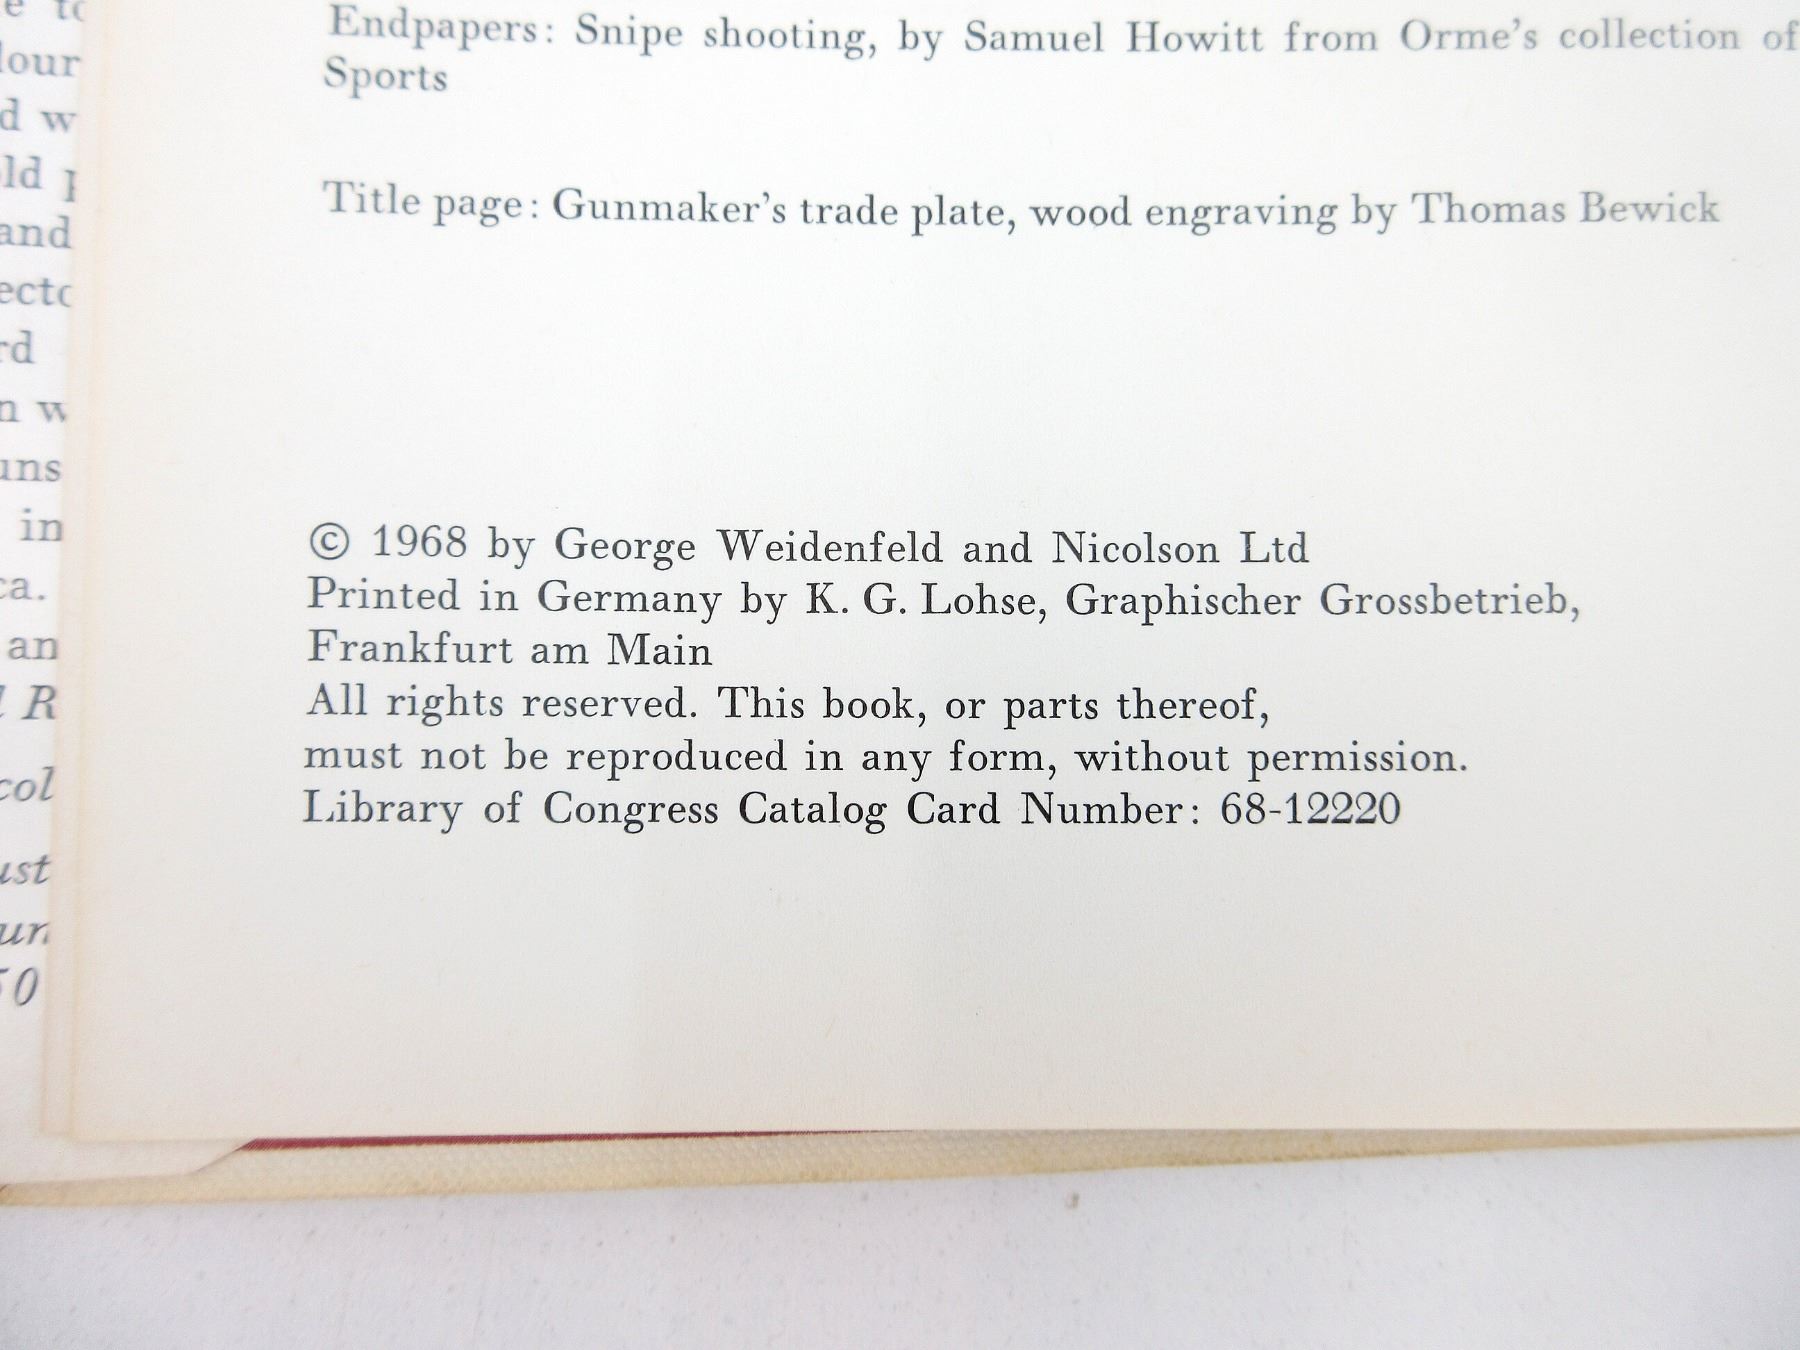 Endpapers: Snipe shooting, by Samuel Howitt from Orme's collection of
Sports
Title page: Gunmaker's trade plate, wood engraving by Thomas Bewick
© 1968 by George Weidenfeld and Nicolson Ltd
Printed in Germany by K. G. Lohse, Graphischer Grossbetrieb,
Frankfurt am Main
All rights reserved. This book, or parts thereof,
must not be reproduced in any form, without permission.
Library of Congress Catalog Card Number: 68-12220
and
in
an
R